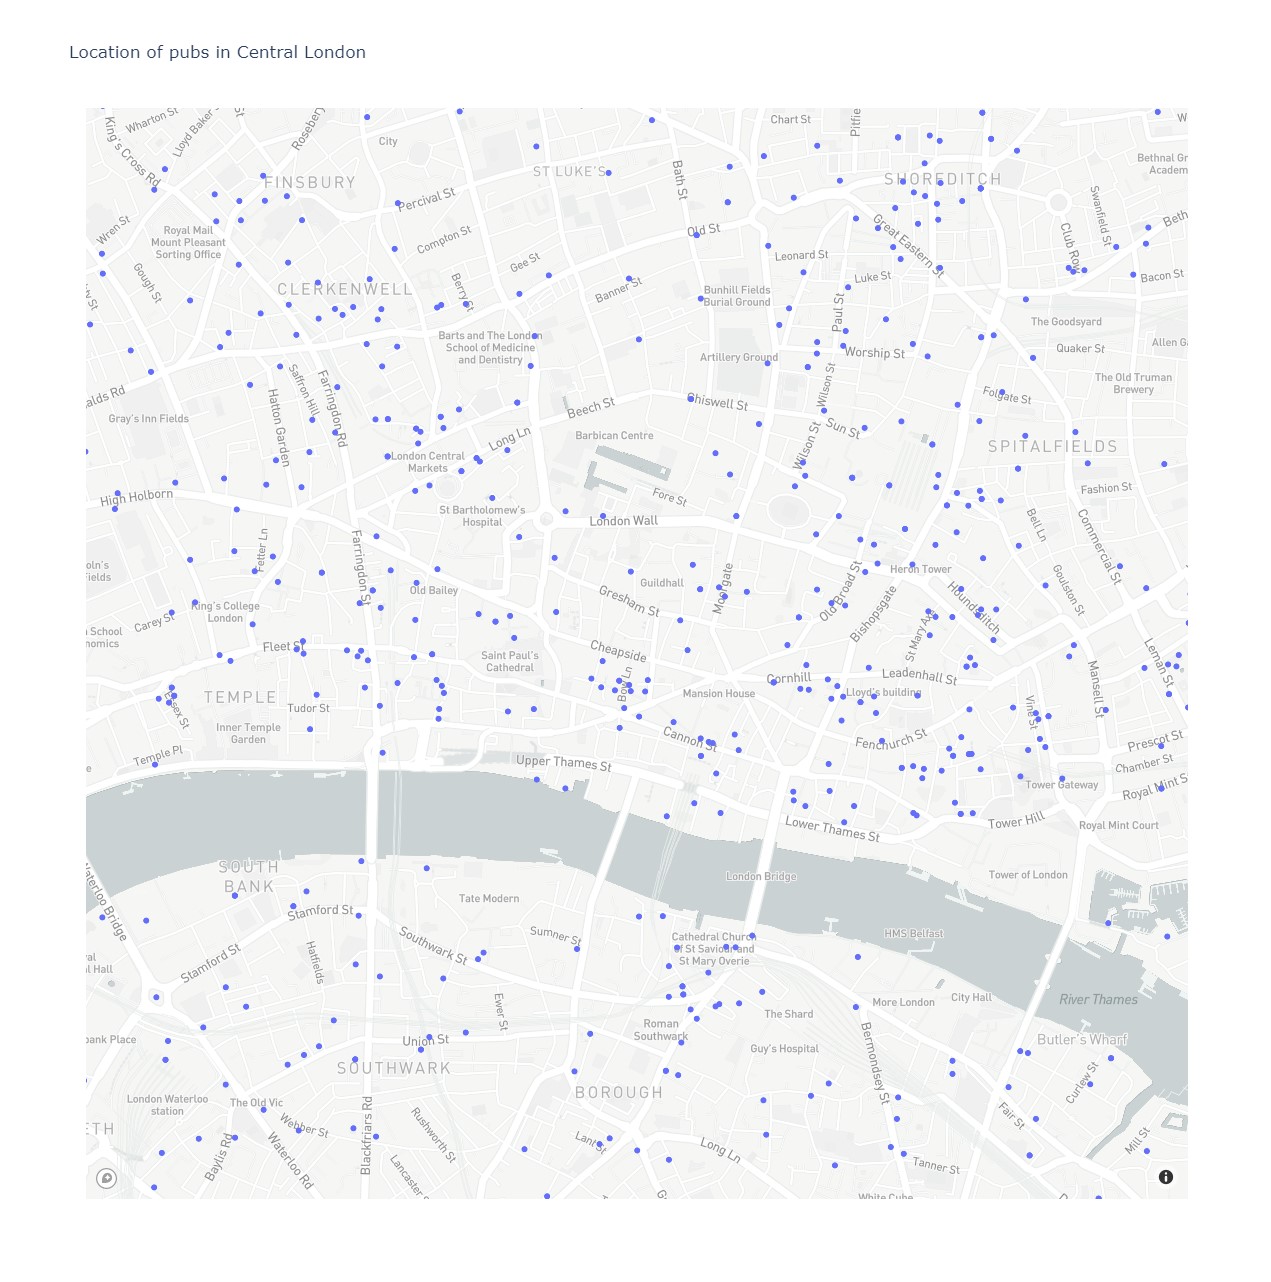 Location of pubs in Central London
Wharton St
Lloyd Baker
Rosebery
Chart St
Pitfie
City
King's Cross Rd
FINSBURY
ST LUKE'S
Bath St
SHOREDITCH
Bethnal Gr
Academ
Percival St
Swanfield St
Wren St
Royal Mail
Mount Pleasant
Sorting Office
Compton St
Old St
Great Eastern St
Club Row
Beth
Gee St
Leonard St
Gough St
CLERKENWELL
Berry St
Banner St
Bunhill Fields
Burial Ground
Luke St
Bacon St
Paul St
The Goodsyard
Barts and The London
School of Medicine
and Dentistry
Artillery Ground
Worship St
Quaker St
Allen Ga
alds Rd
Saffron Hill
Farringdon Rd
Wilson St
The Old Truman
Brewery
Gray's Inn Fields
Hatton Garden
Beech St
Chiswell St
Folgate St
Sun St
Long Ln
Barbican Centre
Wilson St
SPITALFIELDS
London Central
Markets
High Holborn
Fore St
Fashion St
St Bartholomew's
Hospital
London Wall
Bell Ln
Commercial St
Fetter Ln
Farringdon St
oln's
Fields
Old Bailey
Guildhall
Moorgate
Old Broad St
Heron Tower
Goulston St
King's College
London
Gresham St
Bishopsgate
Houndsditch
Carey St
St Mary Axe
School
nomics
Fleet St
Cheapside
Saint Paul's
Cathedral
Leman St
TEMPLE
Essex St
Bow Ln
Mansion House
Cornhill
Leadenhall St
Lloyd's building
Mansell St
Tudor St
Vine St
Inner Temple
Garden
Cannon St
Fenchurch St
Prescot St
Temple Pl
Upper Thames St
Chamber St
Tower Gateway
Royal Mint S
Lower Thames St
Tower Hill
Royal Mint Court
SOUTH
BANK
Waterloo Bridge
London Bridge
Tower of London
Tate Modern
Stamford St
Stamford St
Southwark St
Sumner St
Cathedral Church
of St Saviour and
St Mary Overie
HMS Belfast
Hatfields
al Hall
Ewer St
The Shard
More London
City Hall
River Thames
bank Place
Union St
Roman
Southwark
Guy's Hospital
Bermondsey St
Butler's Wharf
SOUTHWARK
BOROUGH
Curlew St
London Waterloo
station
The Old Vic
Webber St
Fair St
ETH
Baylis Rd
Waterloo Rd
Blackfriars Rd
Rushworth St
Lancaster
Lant St
Long Ln
Tanner St
Mill St
White Cube